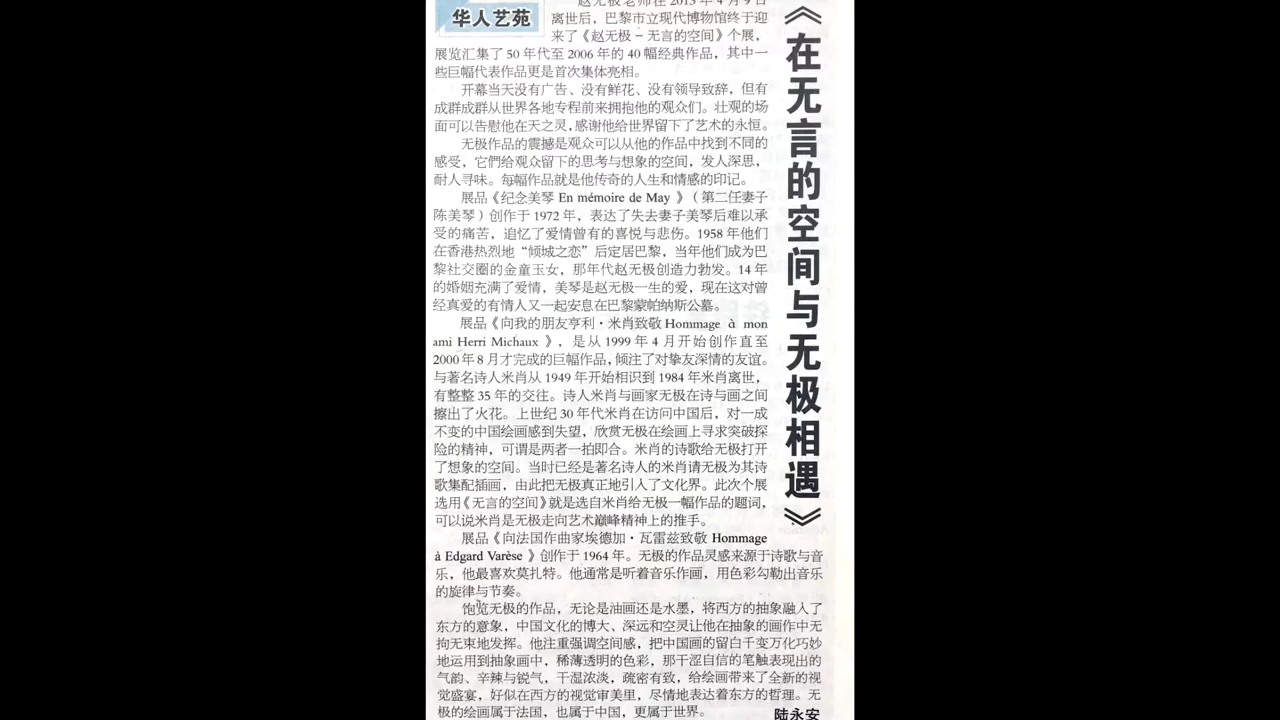 华人艺苑
《在无言的空间与无极相遇》
赵无极老师在 2013 年 4 月 9 日
离世后，巴黎市立现代博物馆终于迎
来了《赵无极 – 无言的空间》个展，
展览汇集了 50 年代至 2006 年的 40 幅经典作品，其中一
些巨幅代表作品更是首次集体亮相。
开幕当天没有广告、没有鲜花、没有领导致辞，但有
成群成群从世界各地专程前来拥抱他的观众们。壮观的场
面可以告慰他在天之灵，感谢他给世界留下了艺术的永恒。
无极作品的震撼是观众可以从他的作品中找到不同的
感受，它們给观众留下的思考与想象的空间，发人深思，
耐人寻味。每幅作品就是他传奇的人生和情感的印记。
展品《纪念美琴 En mémoire de May 》（ 第二任妻子
陈美琴 ）创作于 1972 年，表达了失去妻子美琴后难以承
受的痛苦，追忆了爱情曾有的喜悦与悲伤。1958 年他们
在香港热烈地“倾城之恋”后定居巴黎，当年他们成为巴
黎社交圈的金童玉女，那年代赵无极创造力勃发。14 年
的婚姻充满了爱情，美琴是赵无极一生的爱，现在这对曾
经真爱的有情人又一起安息在巴黎蒙帕纳斯公墓。
展品《向我的朋友亨利・米肖致敬 Hommage à mon
ami Herri Michaux 》，是从 1999 年 4 月开始创作直至
2000 年 8 月才完成的巨幅作品，倾注了对挚友深情的友谊。
与著名诗人米肖从 1949 年开始相识到 1984 年米肖离世，
有整整 35 年的交往。诗人米肖与画家无极在诗与画之间
擦出了火花。上世纪 30 年代米肖在访问中国后，对一成
不变的中国绘画感到失望，欣赏无极在绘画上寻求突破探
险的精神，可谓是两者一拍即合。米肖的诗歌给无极打开
了想象的空间。当时已经是著名诗人的米肖请无极为其诗
歌集配插画，由此把无极真正地引入了文化界。此次个展
选用《无言的空间》就是选自米肖给无极一幅作品的题词，
可以说米肖是无极走向艺术巅峰精神上的推手。
展品《向法国作曲家埃德加・瓦雷兹致敬 Hommage
à Edgard Varèse 》创作于 1964 年。无极的作品灵感来源于诗歌与音
乐，他最喜欢莫扎特。他通常是听着音乐作画，用色彩勾勒出音乐
的旋律与节奏。
饱览无极的作品，无论是油画还是水墨，将西方的抽象融入了
东方的意象，中国文化的博大、深远和空灵让他在抽象的画作中无
拘无束地发挥。他注重强调空间感，把中国画的留白千变万化巧妙
地运用到抽象画中，稀薄透明的色彩，那干涩自信的笔触表现出的
气韵、辛辣与锐气，干湿浓淡，疏密有致，给绘画带来了全新的视
觉盛宴，好似在西方的视觉审美里，尽情地表达着东方的哲理。无
极的绘画属于法国，也属于中国，更属于世界。
陆永安